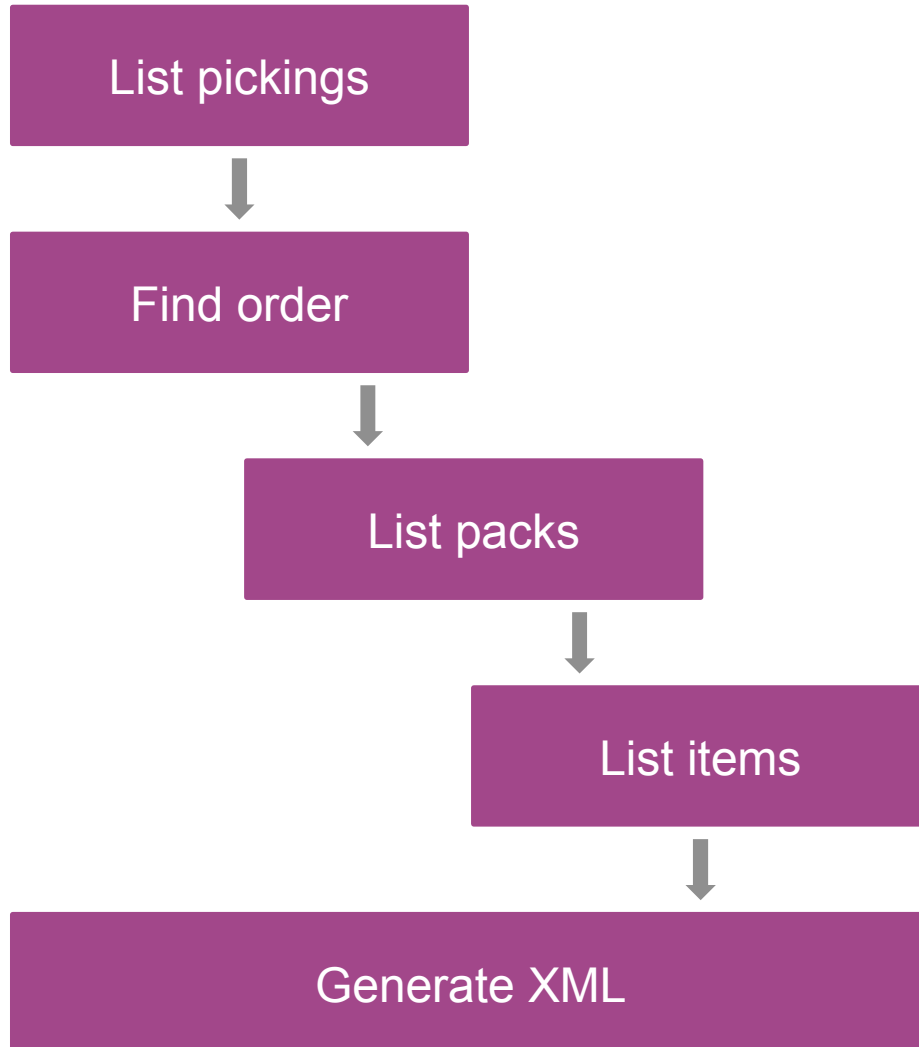 List pickings
Find order
List packs
List items
Generate XML